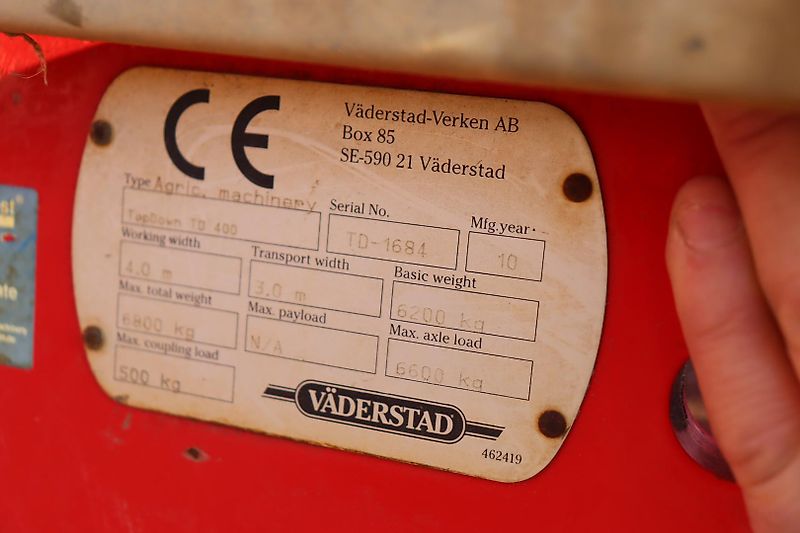 CE
Väderstad-Verken AB
Box 85
SE-590 21 Väderstad
Type Agric. machinery
TopDown TD 400
Serial No.
TD-1684
Mfg.year
10
Working width
4.0 m
Transport width
3.0 m
Basic weight
6200 kg
Max. total weight
6800 kg
Max. payload
N/A
Max. axle load
6600 kg
Max. coupling load
500 kg
VÄDERSTAD
462419